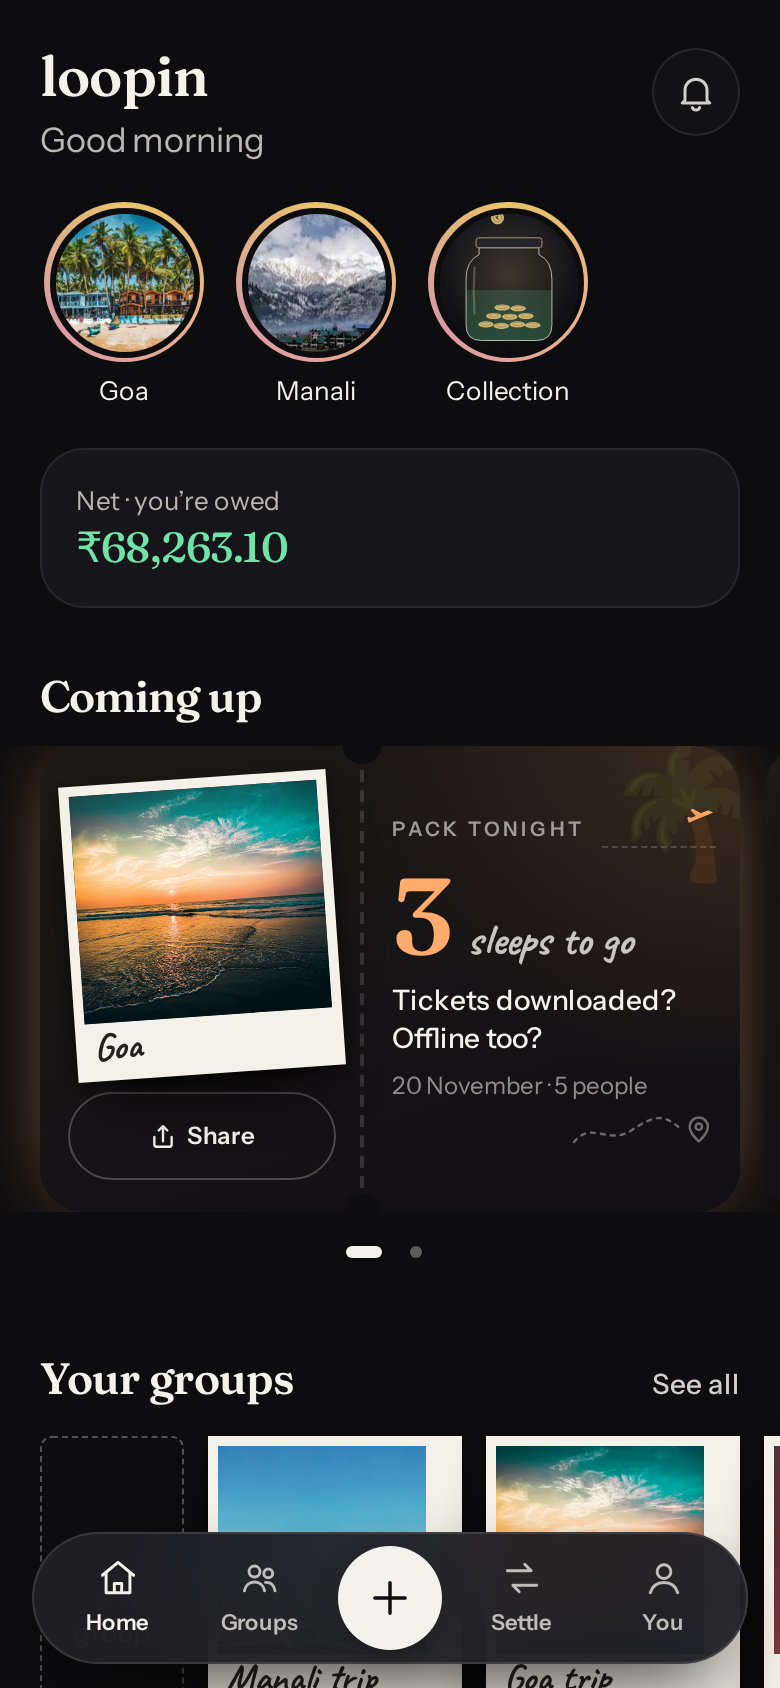 loopin
Good morning
Goa
Manali
Collection
Net · you’re owed
₹68,263.10
Coming up
PACK TONIGHT
3 sleeps to go
Tickets downloaded?
Offline too?
20 November · 5 people
Goa
Share
Your groups
See all
Home
Groups
Settle
You
Manali trip
Goa trip